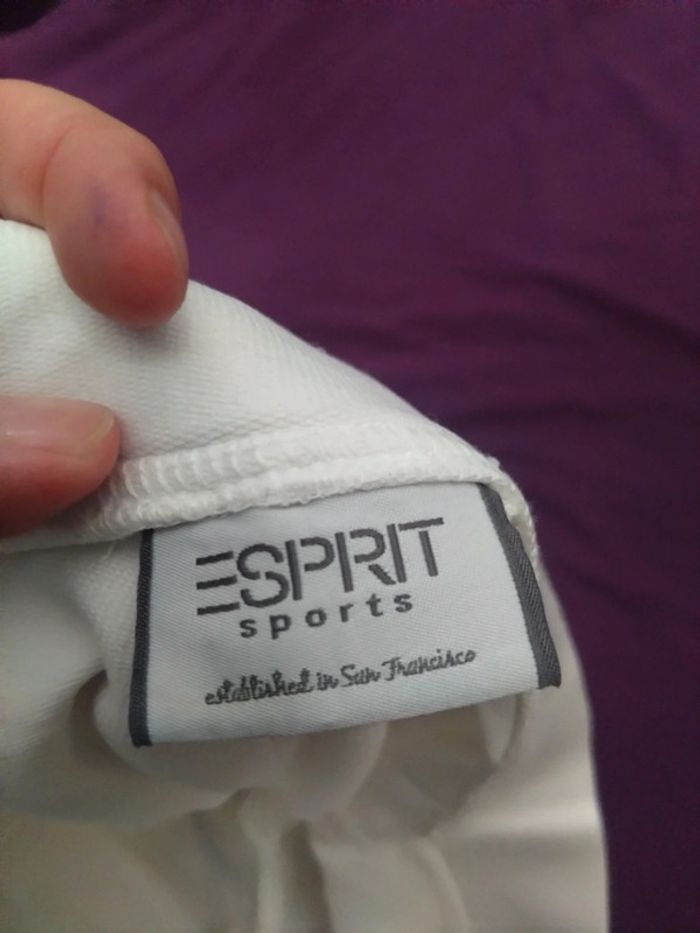 ESPRIT
sports
established in San Francisco